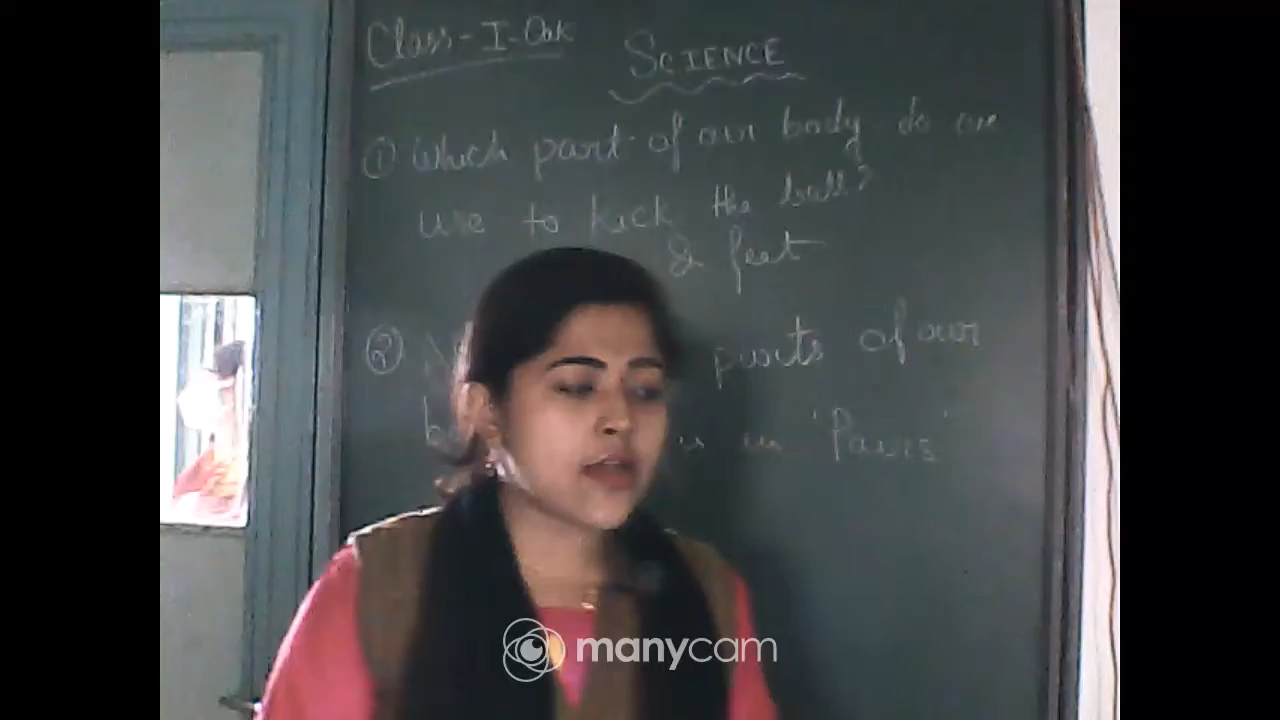 Class - I - Oak
SCIENCE
① Which part of our body do we
use to kick the ball?
& feet
② parts of our
in 'Pairs'
manycam